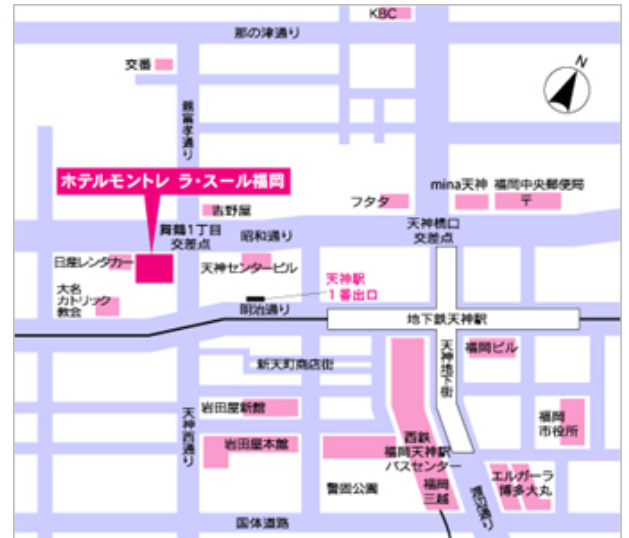 KBC
那の津通り
交番
N
親富孝通り
ホテルモントレ ラ・スール福岡
mina天神
福岡中央郵便局
〒
フタタ
吉野屋
舞鶴1丁目
交差点
昭和通り
天神橋口
交差点
日産レンタカー
天神センタービル
天神駅
1番出口
大名
カトリック
教会
明治通り
地下鉄天神駅
天神地下街
福岡ビル
新天町商店街
岩田屋新館
天神西通り
岩田屋本館
福岡
市役所
西鉄
福岡天神駅
バスセンター
エルガーラ
博多大丸
警固公園
福岡
三越
渡辺通り
国体道路